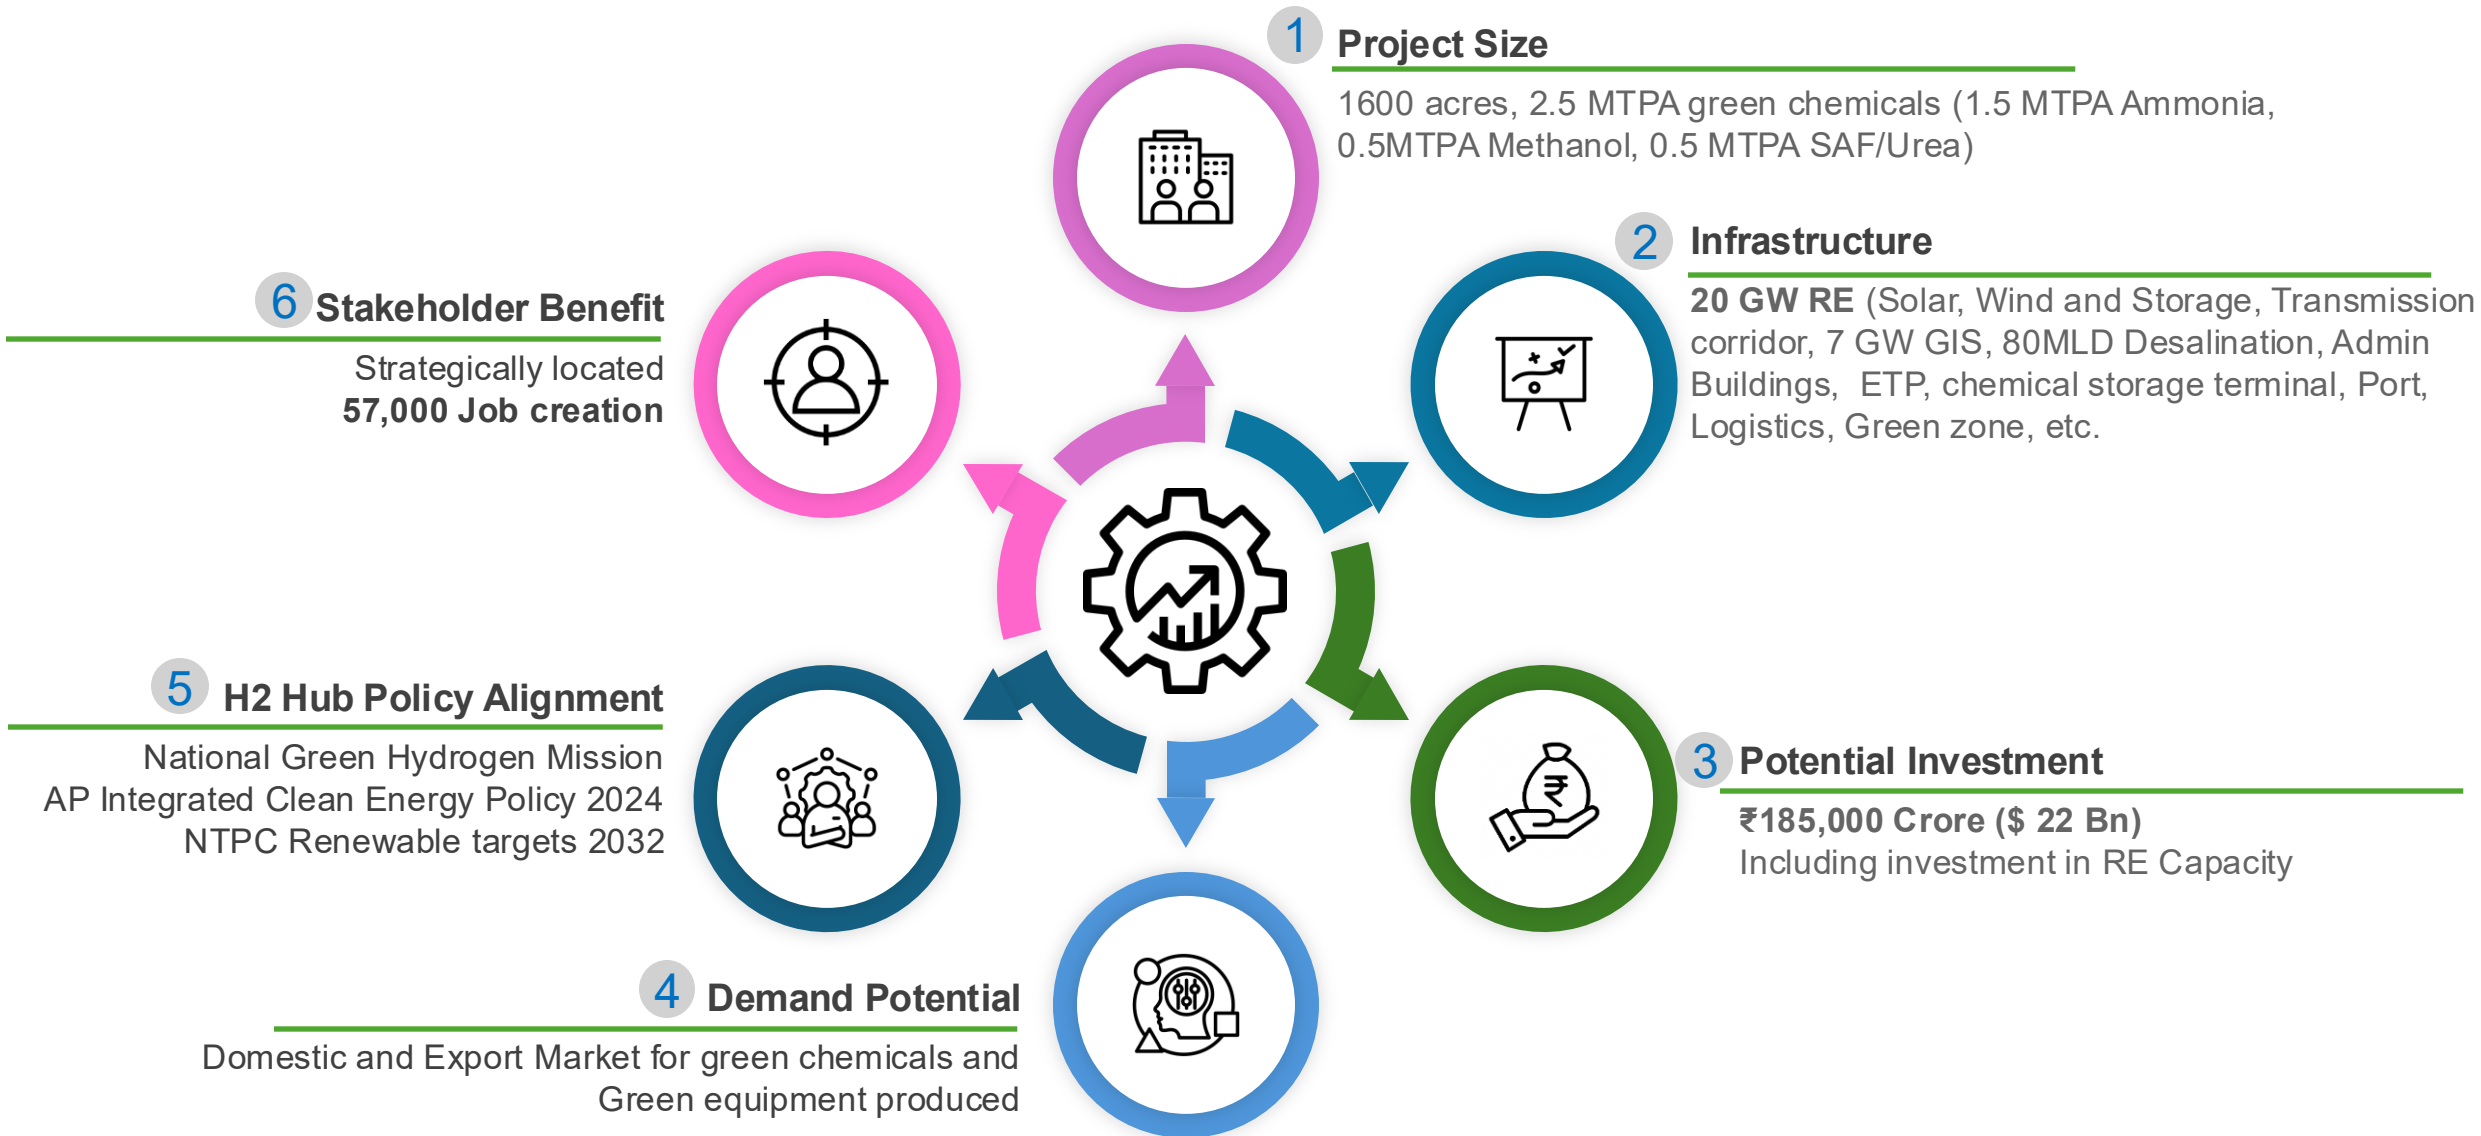 1 Project Size
1600 acres, 2.5 MTPA green chemicals (1.5 MTPA Ammonia,
0.5MTPA Methanol, 0.5 MTPA SAF/Urea)
2 Infrastructure
20 GW RE (Solar, Wind and Storage, Transmission
corridor, 7 GW GIS, 80MLD Desalination, Admin
Buildings, ETP, chemical storage terminal, Port,
Logistics, Green zone, etc.
3 Potential Investment
₹185,000 Crore ($ 22 Bn)
Including investment in RE Capacity
4 Demand Potential
Domestic and Export Market for green chemicals and
Green equipment produced
5 H2 Hub Policy Alignment
National Green Hydrogen Mission
AP Integrated Clean Energy Policy 2024
NTPC Renewable targets 2032
6 Stakeholder Benefit
Strategically located
57,000 Job creation